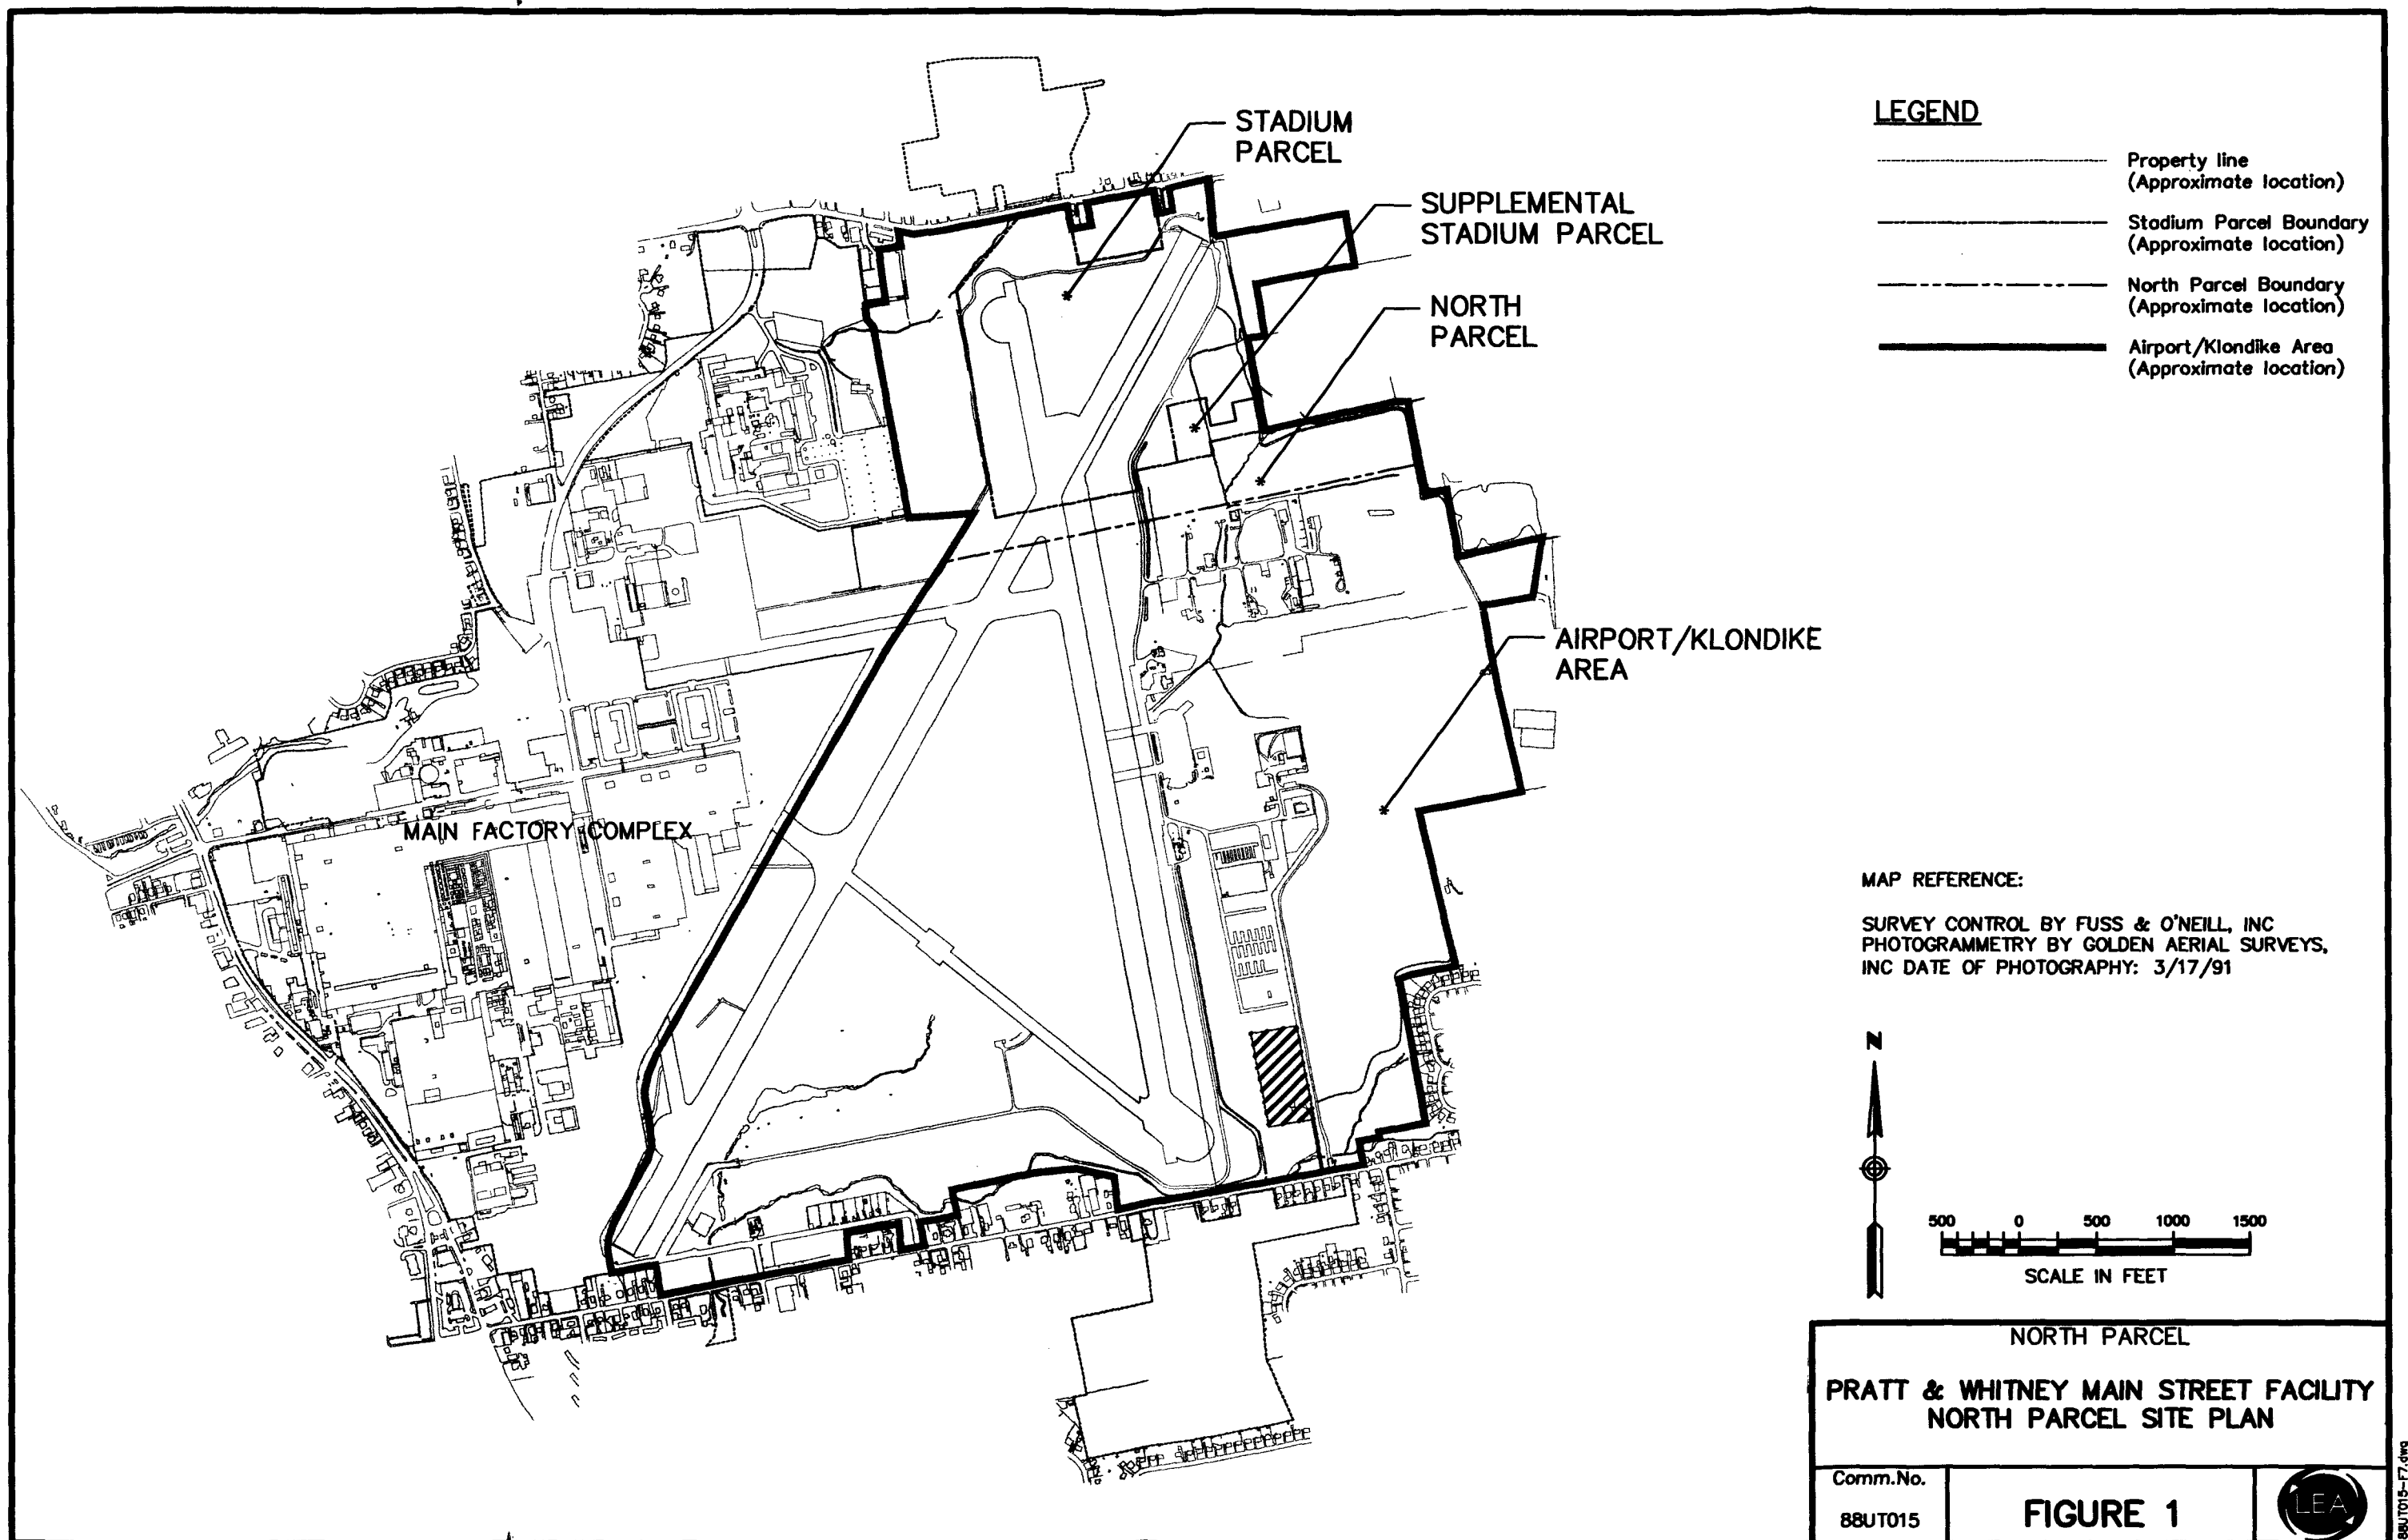 STADIUM
PARCEL
SUPPLEMENTAL
STADIUM PARCEL
NORTH
PARCEL
AIRPORT/KLONDIKE
AREA
MAIN FACTORY COMPLEX
LEGEND
Property line
(Approximate location)
Stadium Parcel Boundary
(Approximate location)
North Parcel Boundary
(Approximate location)
Airport/Klondike Area
(Approximate location)
MAP REFERENCE:
SURVEY CONTROL BY FUSS & O'NEILL, INC
PHOTOGRAMMETRY BY GOLDEN AERIAL SURVEYS,
INC DATE OF PHOTOGRAPHY: 3/17/91
N
500 0 500 1000 1500
SCALE IN FEET
NORTH PARCEL
PRATT & WHITNEY MAIN STREET FACILITY
NORTH PARCEL SITE PLAN
Comm.No.
88UT015
FIGURE 1
LEA